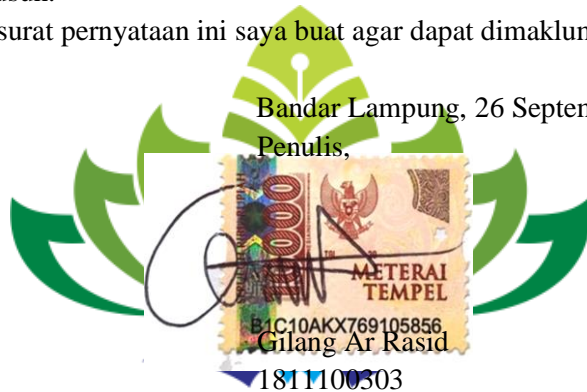 surat pernyataan ini saya buat agar dapat dimaklum
Bandar Lampung, 26 Septem
Penulis,
METERAI
TEMPEL
B1C10AKX769105856
Gilang Ar Rasid
1811100303